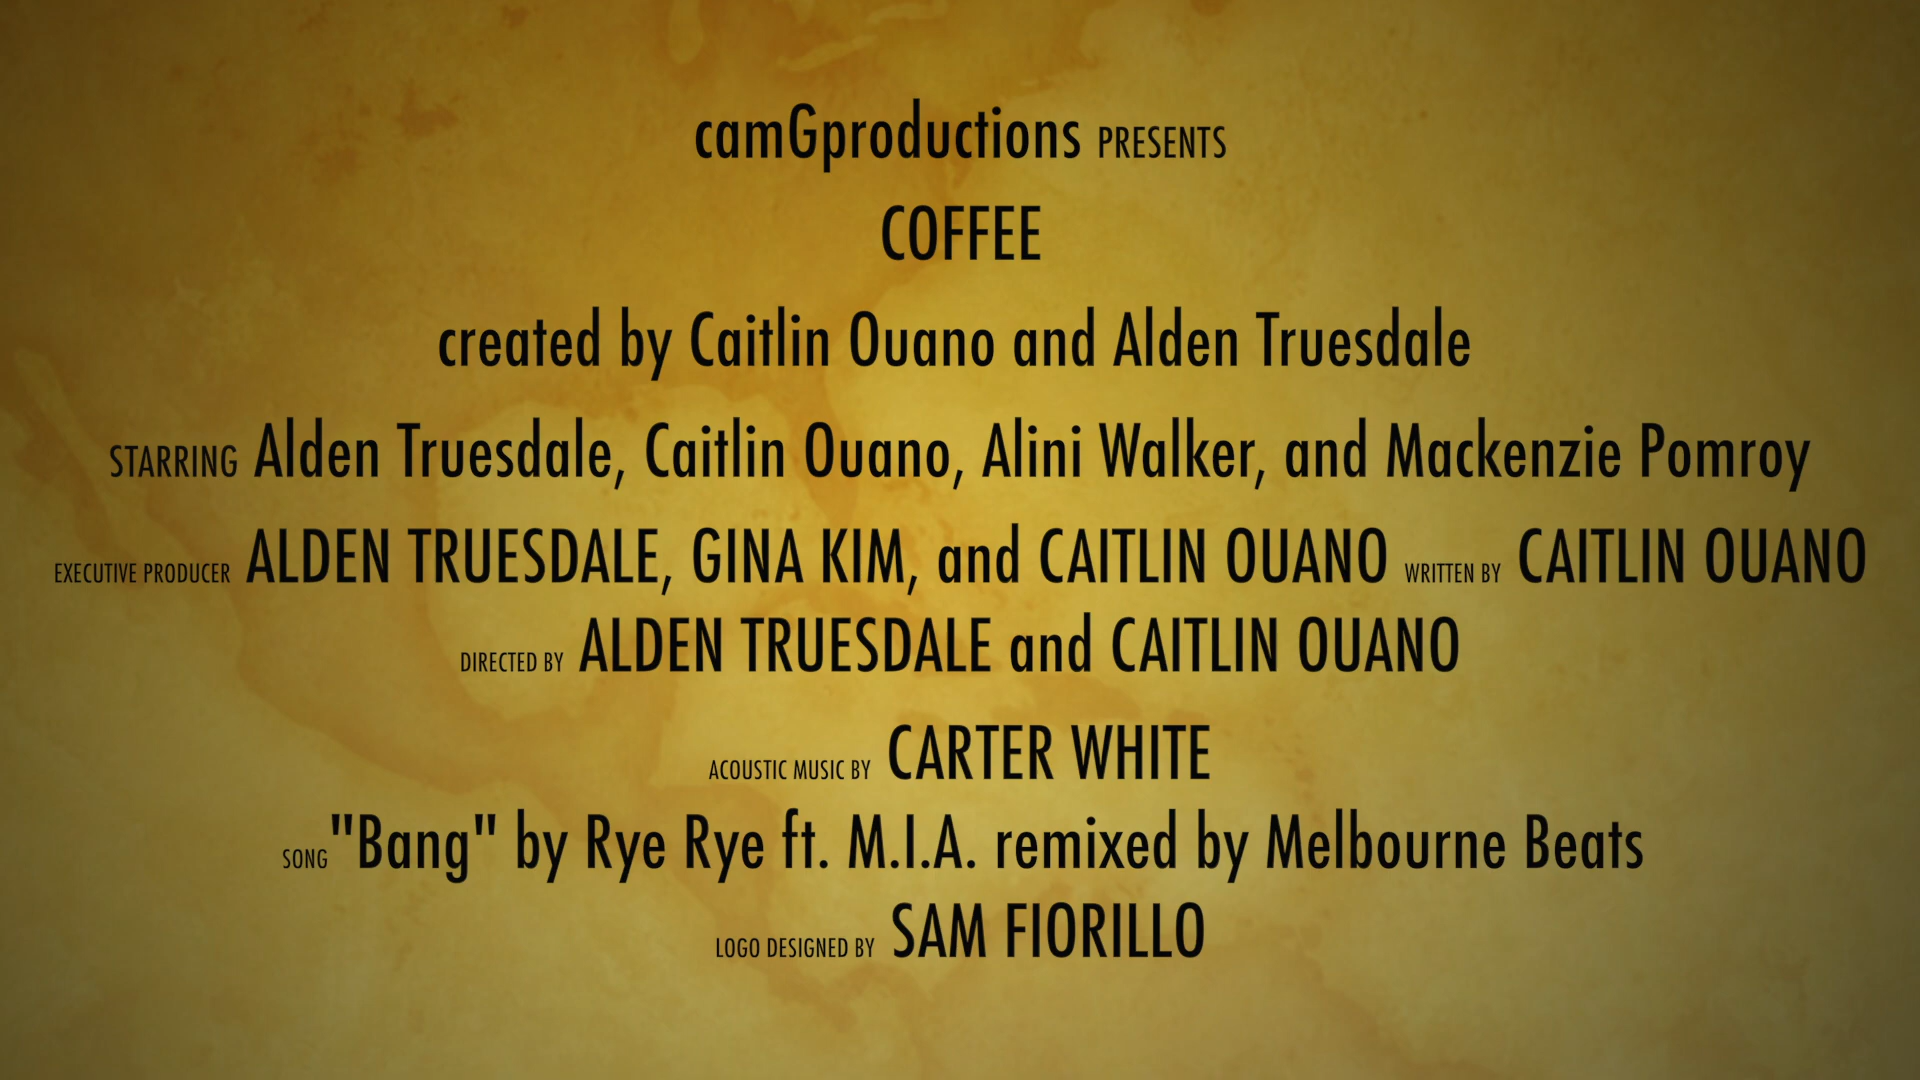 camGproductions PRESENTS
COFFEE
created by Caitlin Ouano and Alden Truesdale
STARRING Alden Truesdale, Caitlin Ouano, Alini Walker, and Mackenzie Pomroy
EXECUTIVE PRODUCER ALDEN TRUESDALE, GINA KIM, and CAITLIN OUANO WRITTEN BY CAITLIN OUANO
DIRECTED BY ALDEN TRUESDALE and CAITLIN OUANO
ACOUSTIC MUSIC BY CARTER WHITE
SONG "Bang" by Rye Rye ft. M.I.A. remixed by Melbourne Beats
LOGO DESIGNED BY SAM FIORILLO